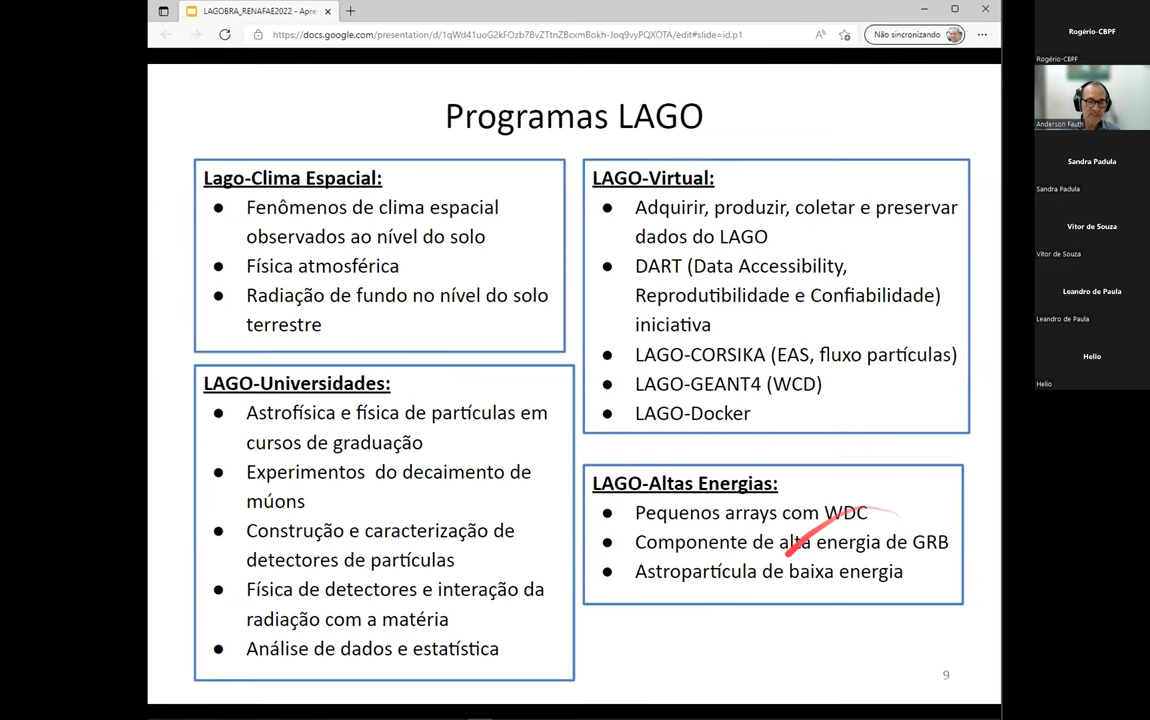 LAGOBRA_RENAFAE2022 - Apre:
https://docs.google.com/presentation/d/1qWd41uoG2kFOzb7BvZTtnZBcxmBokh-Joq9vyPQXOTA/edit#slide=id.p1
Não sincronizando
Programas LAGO
Lago-Clima Espacial:
● Fenômenos de clima espacial
observados ao nível do solo
● Física atmosférica
● Radiação de fundo no nível do solo
terrestre
LAGO-Universidades:
● Astrofísica e física de partículas em
cursos de graduação
● Experimentos do decaimento de
múons
● Construção e caracterização de
detectores de partículas
● Física de detectores e interação da
radiação com a matéria
● Análise de dados e estatística
LAGO-Virtual:
● Adquirir, produzir, coletar e preservar
dados do LAGO
● DART (Data Accessibility,
Reprodutibilidade e Confiabilidade)
iniciativa
● LAGO-CORSIKA (EAS, fluxo partículas)
● LAGO-GEANT4 (WCD)
● LAGO-Docker
LAGO-Altas Energias:
● Pequenos arrays com WDC
● Componente de alta energia de GRB
● Astropartícula de baixa energia
9
Rogério-CBPF
Rogério-CBPF
Anderson Fauth
Sandra Padula
Sandra Padula
Vitor de Souza
Vitor de Souza
Leandro de Paula
Leandro de Paula
Helio
Helio